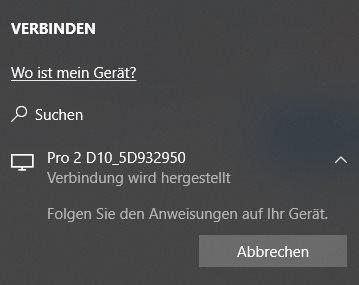 VERBINDEN
Wo ist mein Gerät?
Suchen
Pro 2 D10_5D932950
Verbindung wird hergestellt
Folgen Sie den Anweisungen auf Ihr Gerät.
Abbrechen